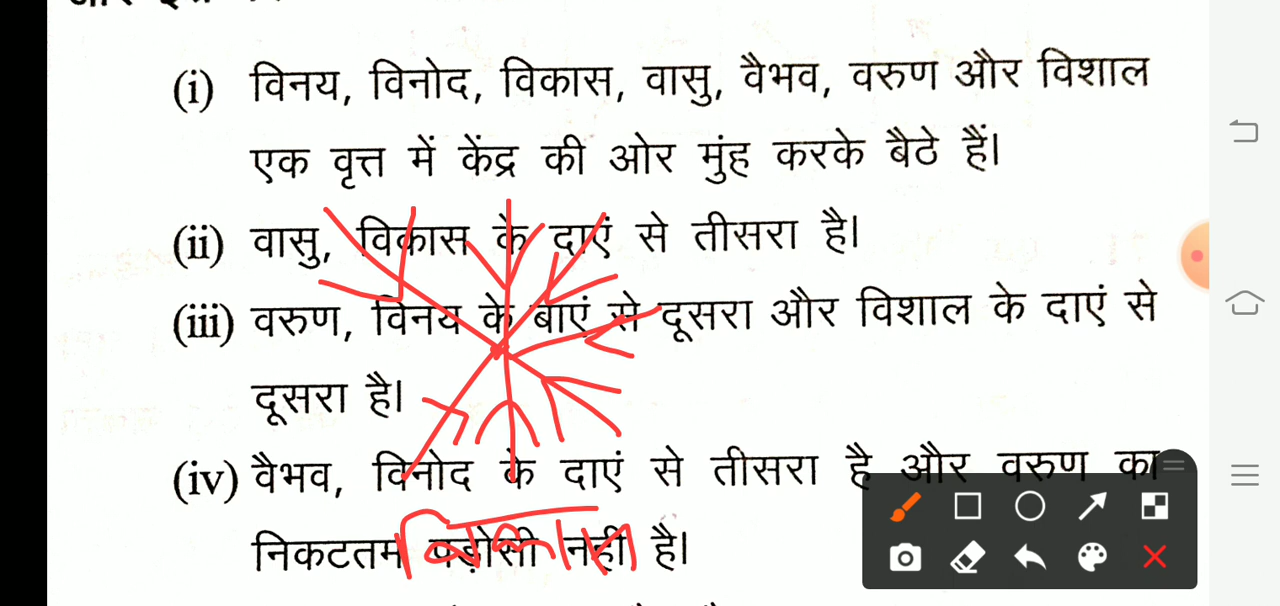 (i) विनय, विनोद, विकास, वासु, वैभव, वरुण और विशाल
एक वृत्त में केंद्र की ओर मुंह करके बैठे हैं।
(ii) वासु, विकास के दाएं से तीसरा है।
(iii) वरुण, विनय के बाएं से दूसरा और विशाल के दाएं से
दूसरा है।
(iv) वैभव, विनोद के दाएं से तीसरा है और वरुण का
निकटतम पड़ोसी नहीं है।
विकास